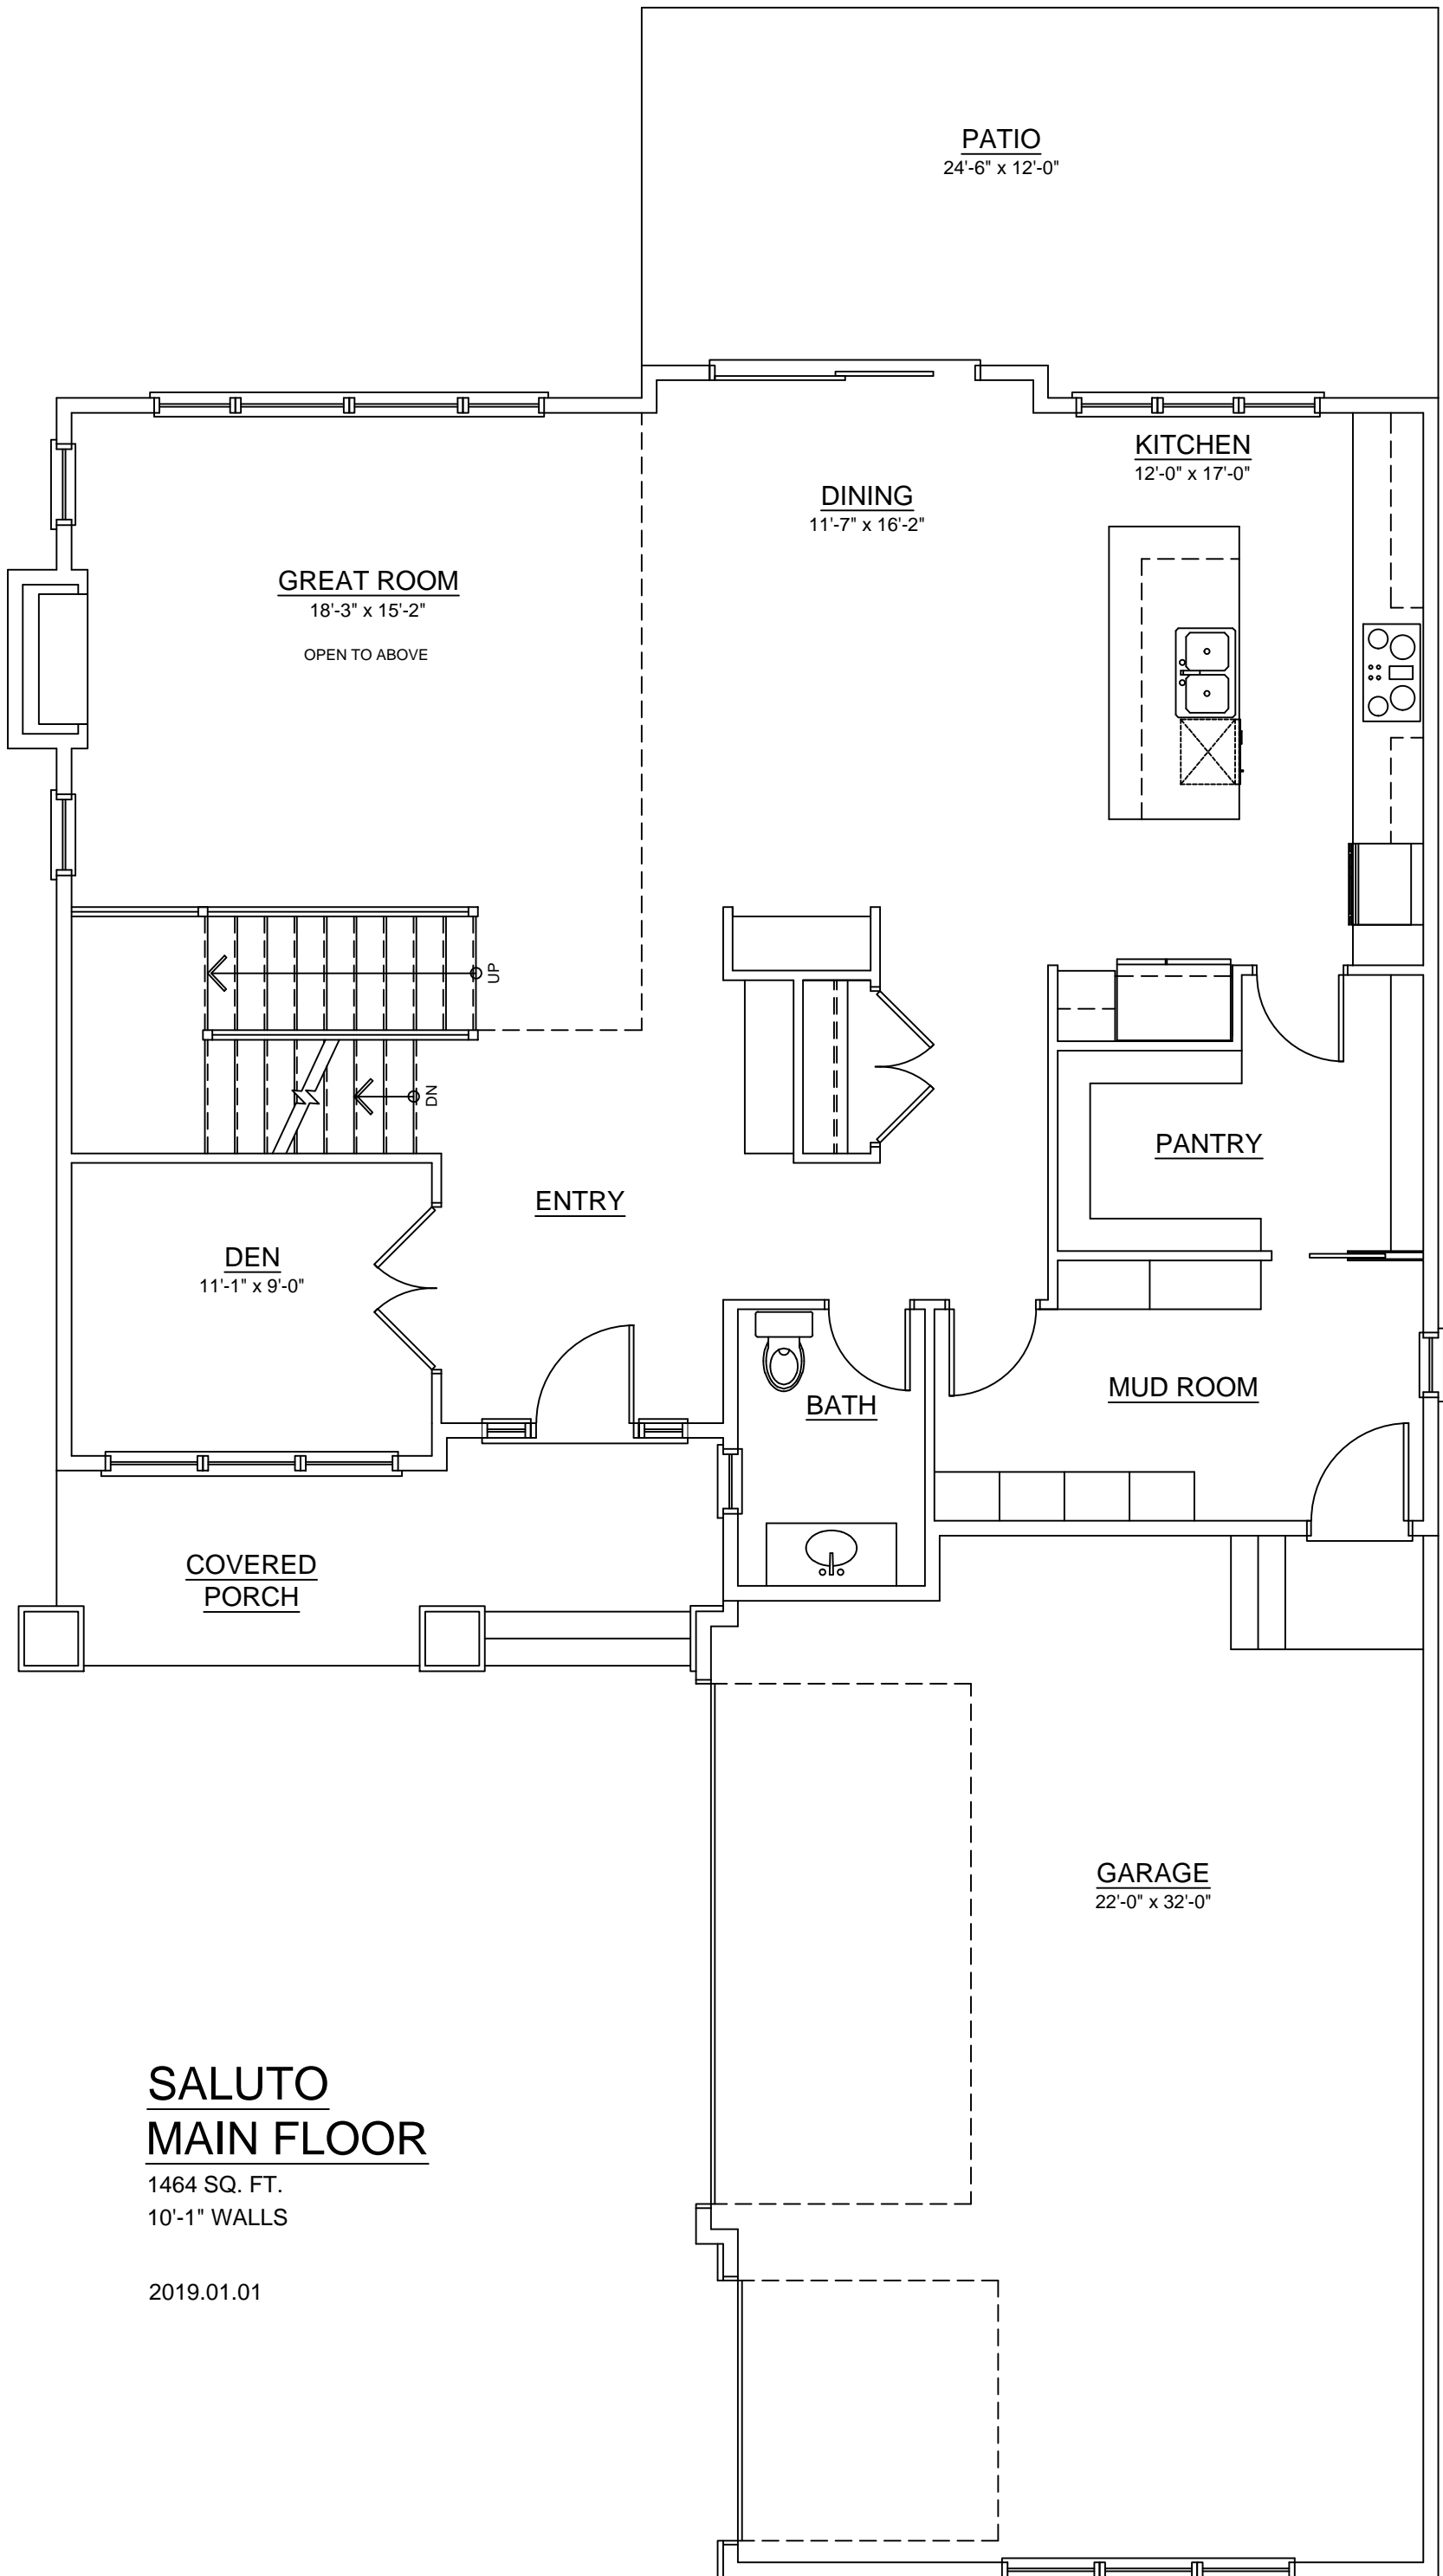 PATIO
24'-6" x 12'-0"
KITCHEN
12'-0" x 17'-0"
DINING
11'-7" x 16'-2"
GREAT ROOM
18'-3" x 15'-2"
OPEN TO ABOVE
UP
DN
PANTRY
ENTRY
DEN
11'-1" x 9'-0"
MUD ROOM
BATH
COVERED
PORCH
GARAGE
22'-0" x 32'-0"
SALUTO
MAIN FLOOR
1464 SQ. FT.
10'-1" WALLS
2019.01.01